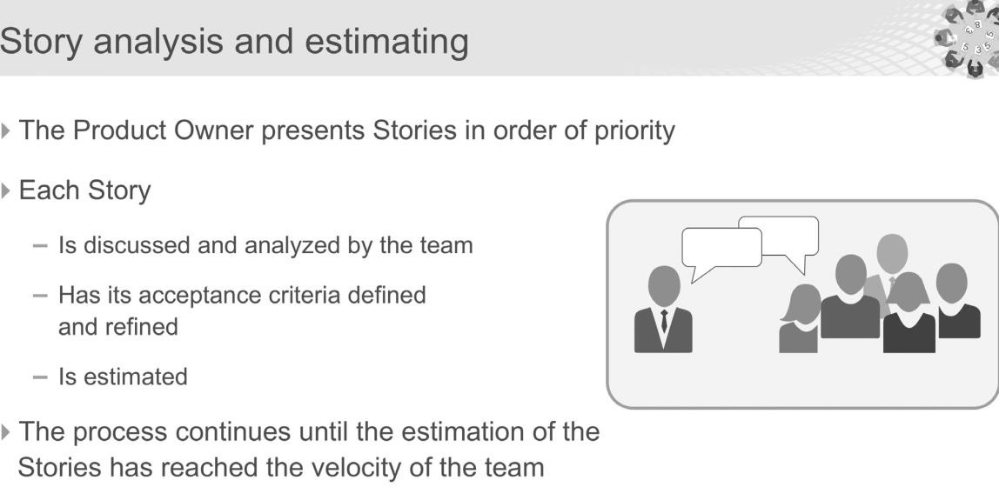 Story analysis and estimating
The Product Owner presents Stories in order of priority
Each Story
– Is discussed and analyzed by the team
– Has its acceptance criteria defined
and refined
– Is estimated
The process continues until the estimation of the
Stories has reached the velocity of the team